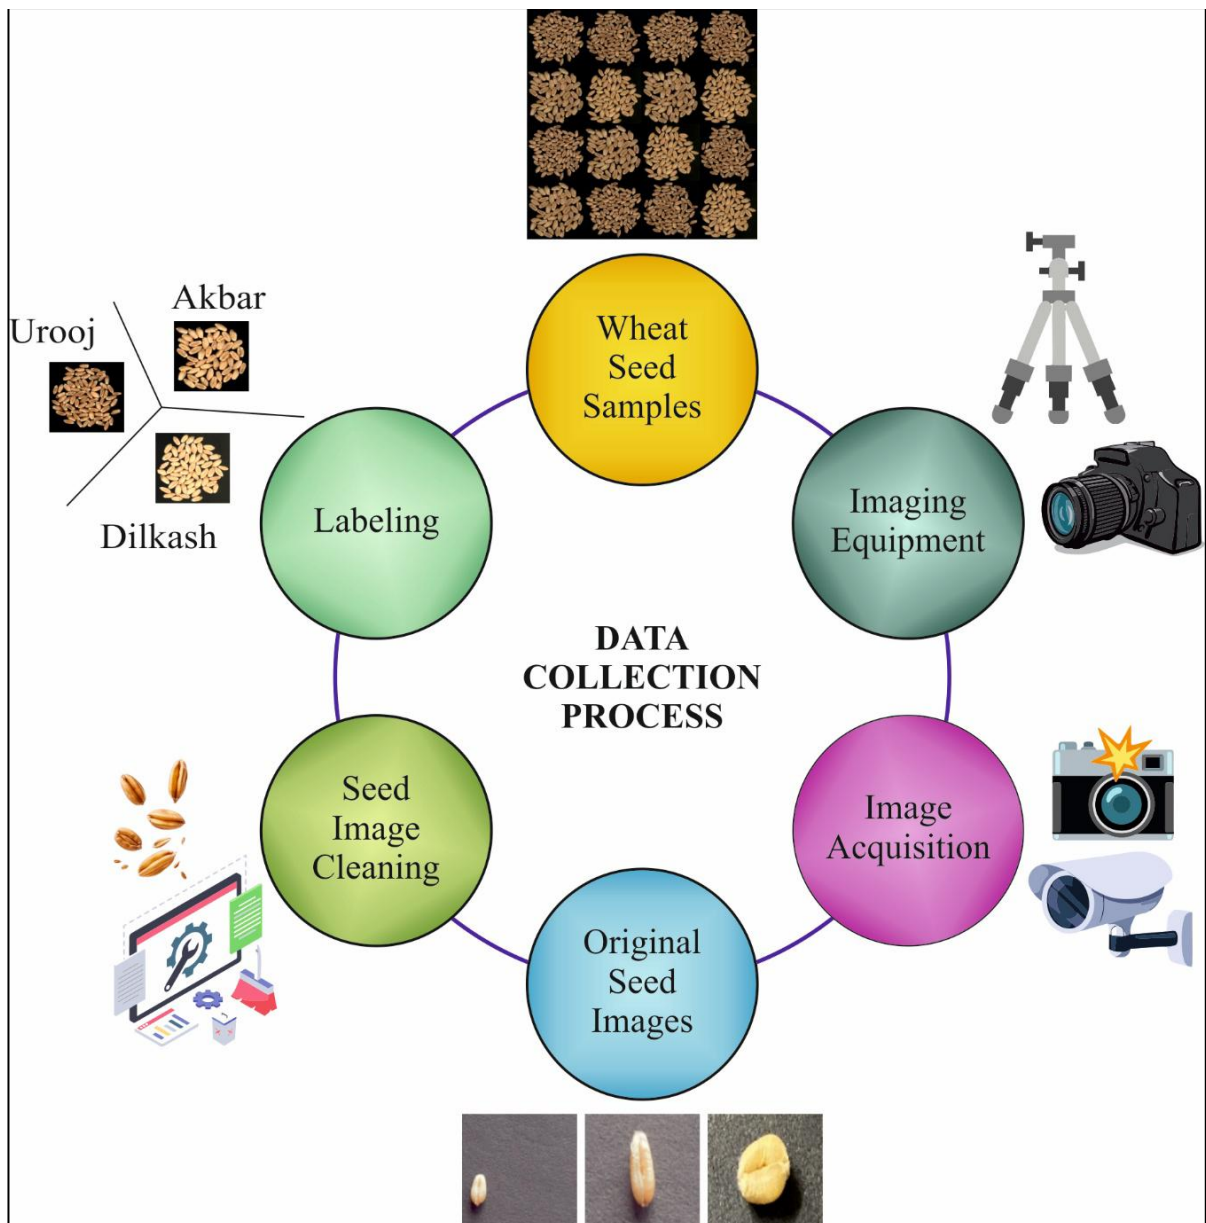 Wheat
Seed
Samples
Imaging
Equipment
Image
Acquisition
Original
Seed
Images
Seed
Image
Cleaning
Labeling
Akbar
Urooj
Dilkash
DATA
COLLECTION
PROCESS